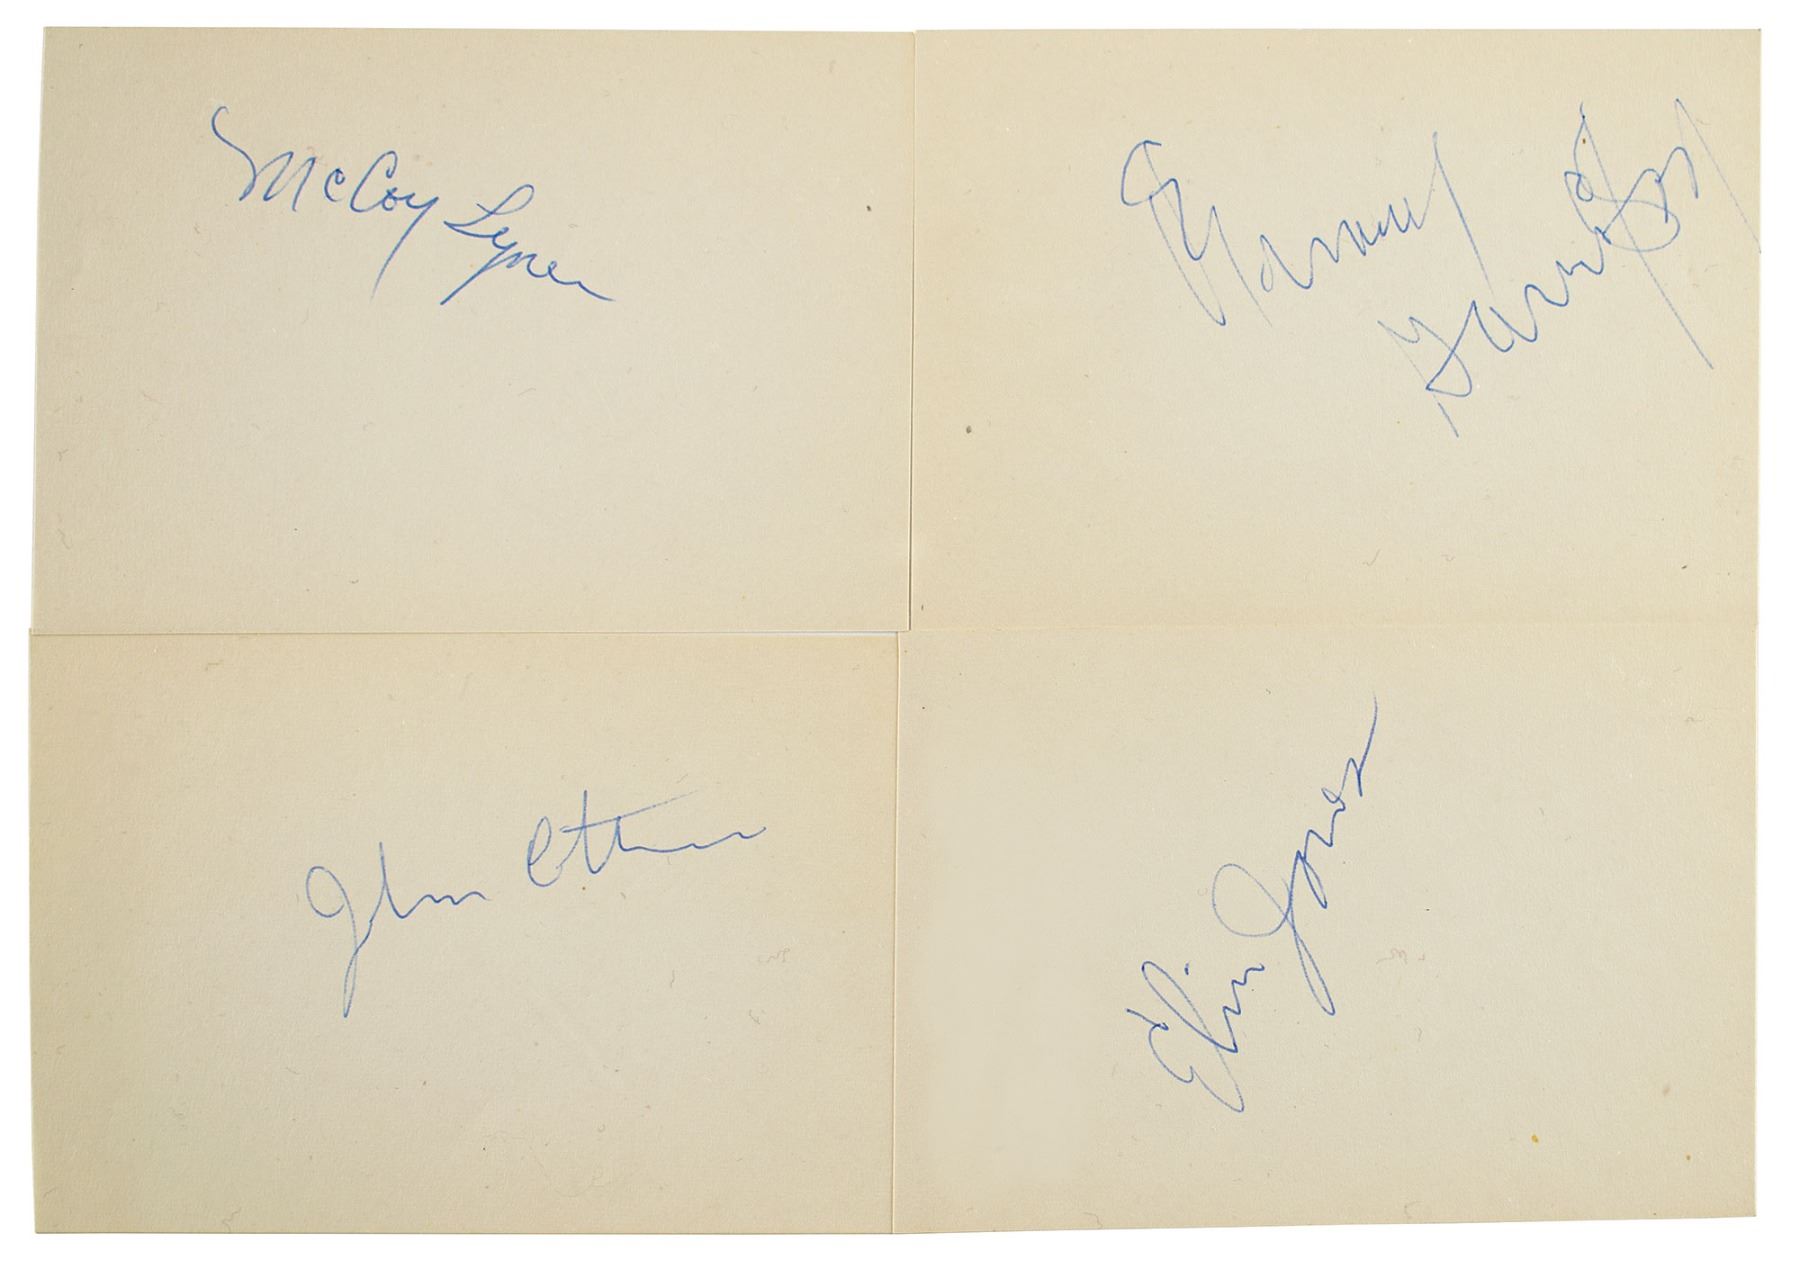 McCoy Tyner
Jimmy
Garrison
John Coltrane
Elvin Jones